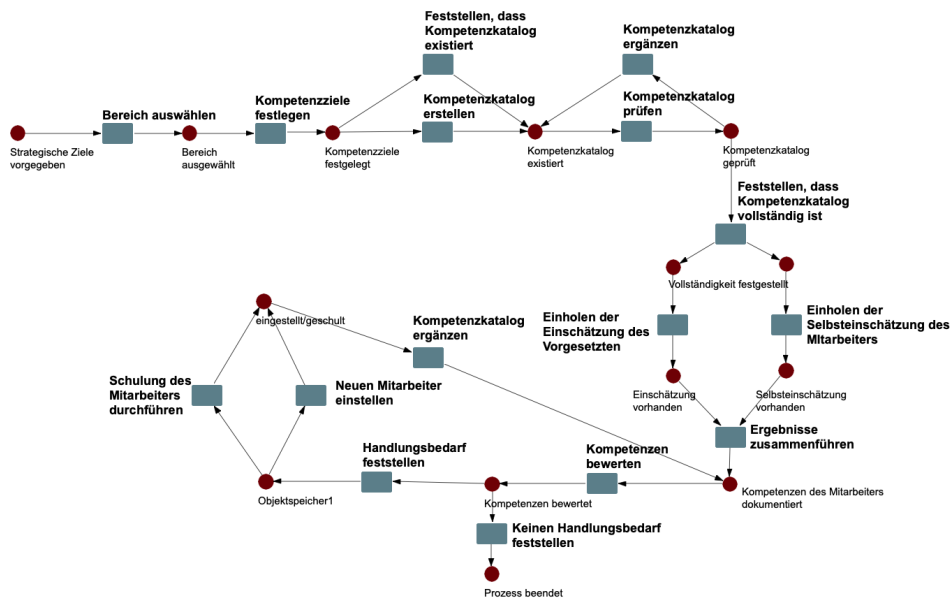 Feststellen, dass
Kompetenzkatalog
existiert
Kompetenzkatalog
ergänzen
Bereich auswählen
Kompetenzziele
festlegen
Kompetenzkatalog
erstellen
Kompetenzkatalog
prüfen
Strategische Ziele
vorgegeben
Bereich
ausgewählt
Kompetenzziele
festgelegt
Kompetenzkatalog
existiert
Kompetenzkatalog
geprüft
Feststellen, dass
Kompetenzkatalog
vollständig ist
Vollständigkeit festgestellt
eingestellt/geschult
Kompetenzkatalog
ergänzen
Einholen der
Einschätzung des
Vorgesetzten
Einholen der
Selbsteinschätzung des
MItarbeiters
Schulung des
Mitarbeiters
durchführen
Neuen Mitarbeiter
einstellen
Einschätzung
vorhanden
Selbsteinschätzung
vorhanden
Ergebnisse
zusammenführen
Handlungsbedarf
feststellen
Kompetenzen
bewerten
Objektspeicher1
Kompetenzen bewertet
Kompetenzen des Mitarbeiters
dokumentiert
Keinen Handlungsbedarf
feststellen
Prozess beendet